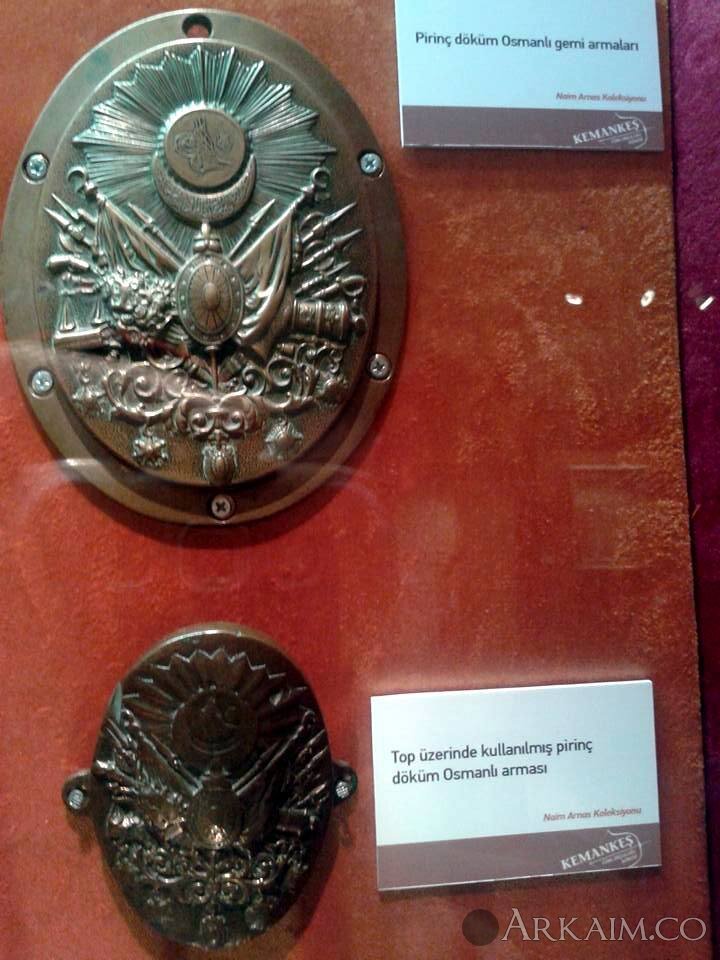 Pirinç döküm Osmanlı gemi armaları
Naim Arnas Koleksiyonu
KEMANKEŞ
Top üzerinde kullanılmış pirinç
döküm Osmanlı arması
Naim Arnas Koleksiyonu
KEMANKEŞ
ARKAIM.CO